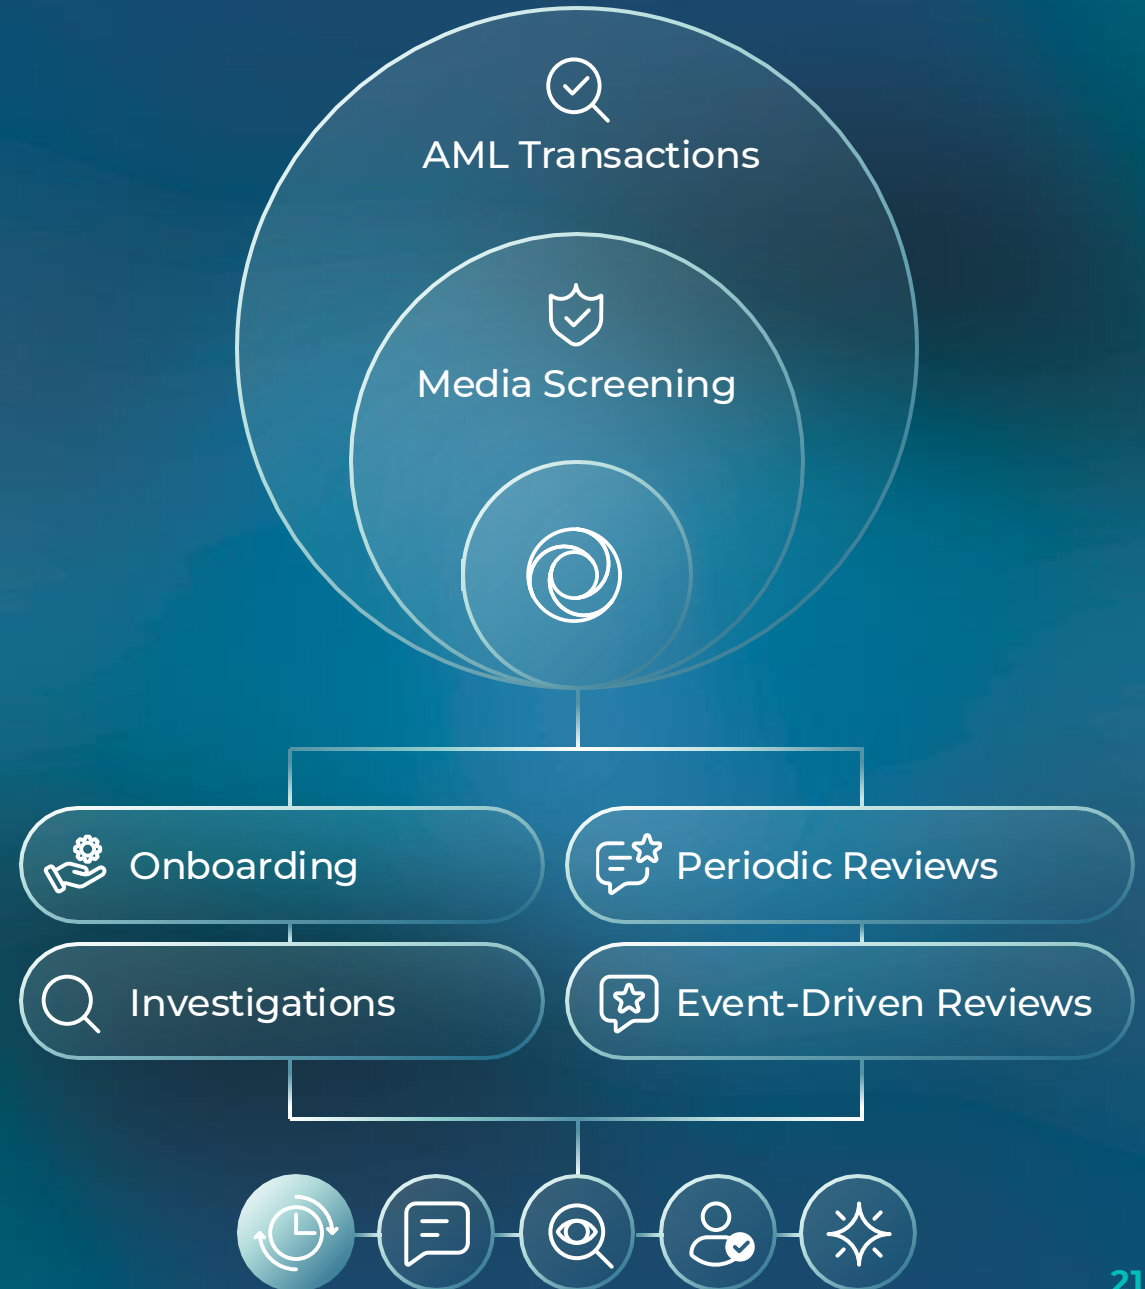 AML Transactions
Media Screening
Onboarding
Periodic Reviews
Investigations
Event-Driven Reviews
21